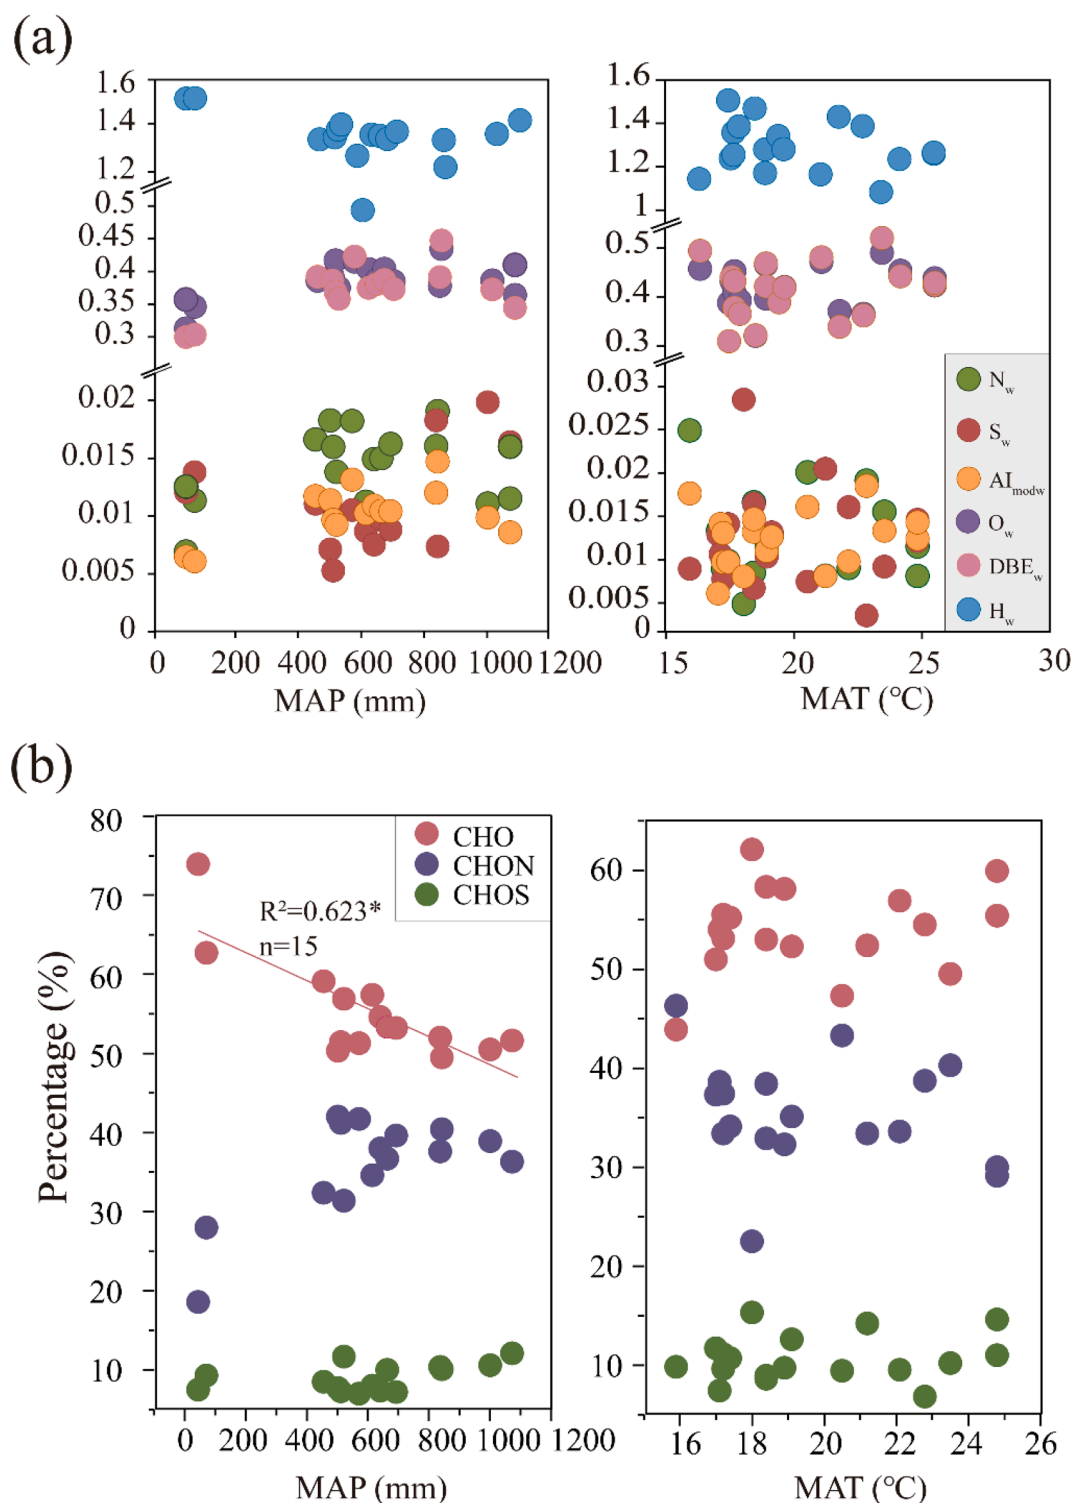 (a)
1.6
1.4
1.2
0.5
0.45
0.4
0.35
0.3
0.02
0.015
0.01
0.005
0
0 200 400 600 800 1000 1200
MAP (mm)
1.6
1.4
1.2
1
0.5
0.4
0.3
0.03
0.025
0.02
0.015
0.01
0.005
0
15 20 25 30
MAT (℃)
Nw
Sw
AImodw
Ow
DBEw
Hw
(b)
Percentage (%)
80
70
60
50
40
30
20
10
CHO
CHON
CHOS
R²=0.623*
n=15
0 200 400 600 800 1000 1200
MAP (mm)
60
50
40
30
20
10
16 18 20 22 24 26
MAT (℃)